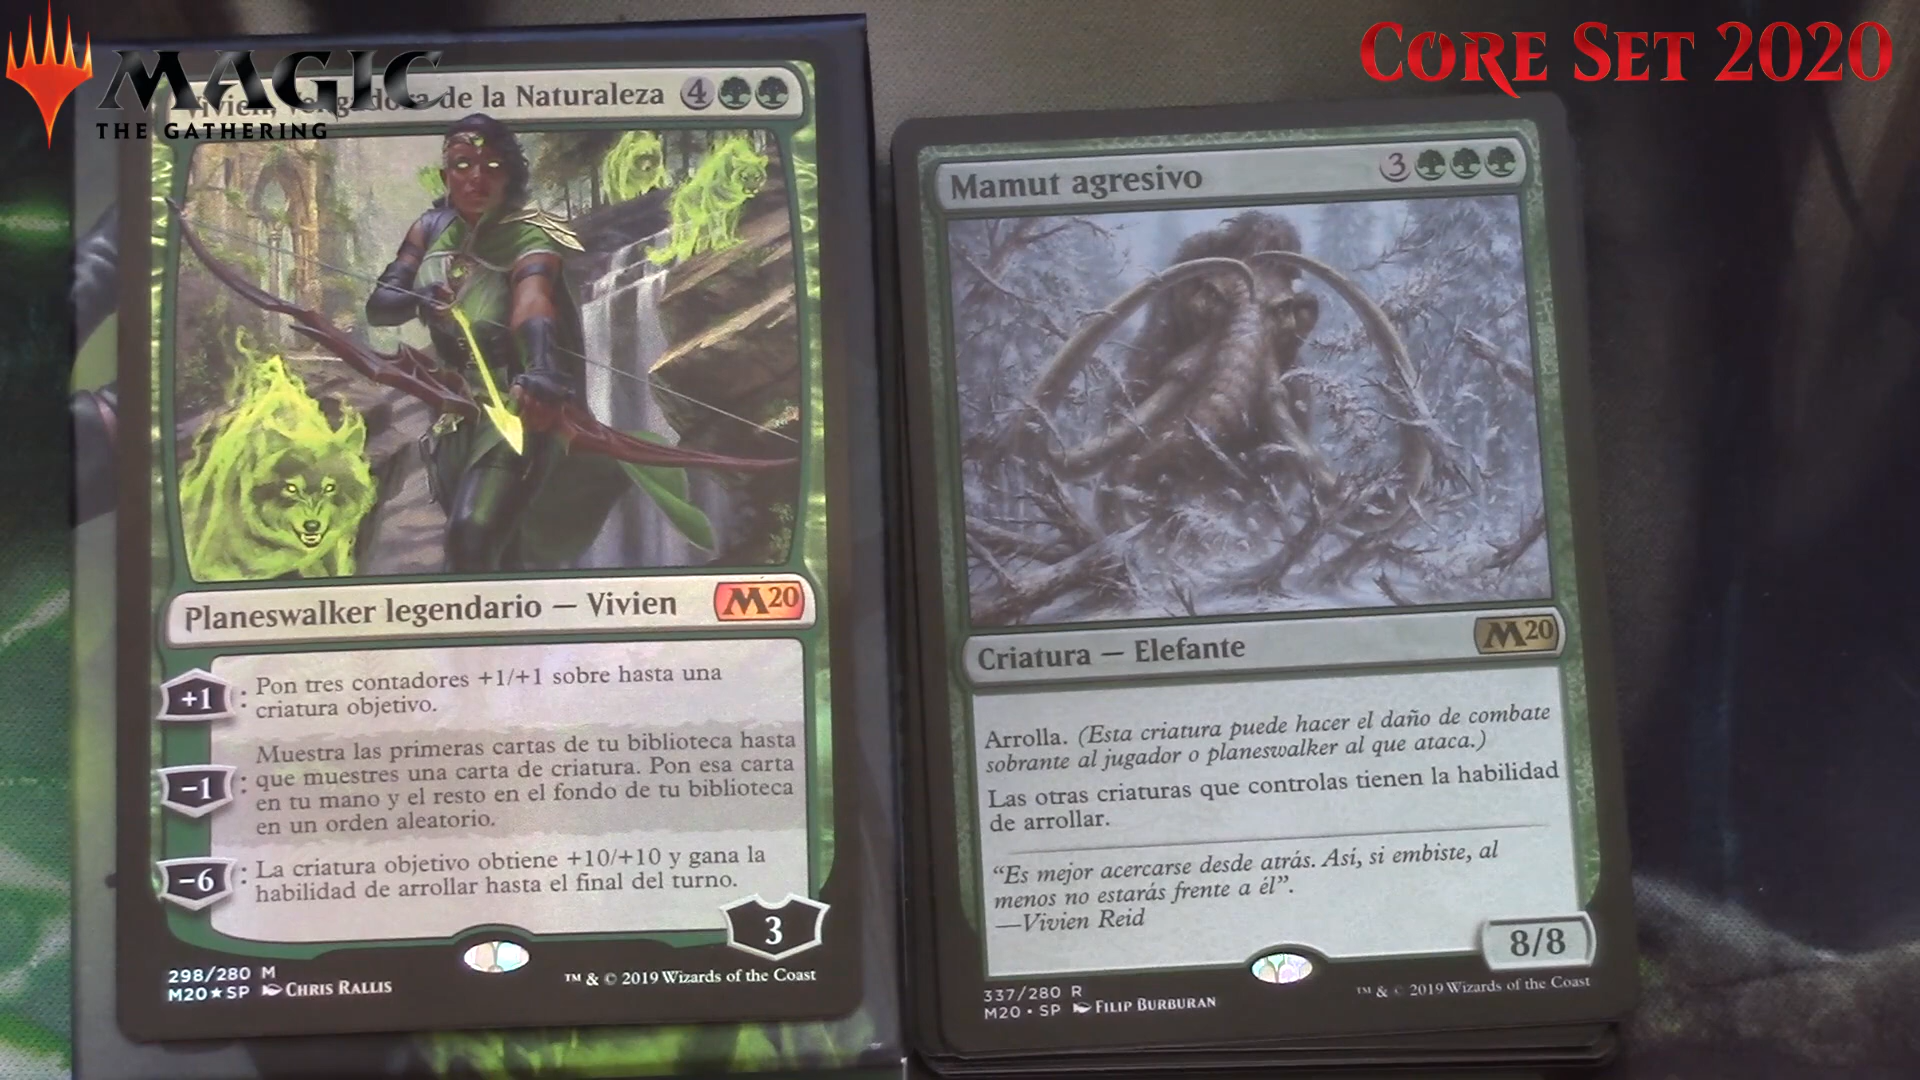 MAGIC
THE GATHERING
CORE SET 2020
de la Naturaleza 4
Planeswalker legendario — Vivien M20
+1: Pon tres contadores +1/+1 sobre hasta una
criatura objetivo.
Muestra las primeras cartas de tu biblioteca hasta
−1: que muestres una carta de criatura. Pon esa carta
en tu mano y el resto en el fondo de tu biblioteca
en un orden aleatorio.
−6: La criatura objetivo obtiene +10/+10 y gana la
habilidad de arrollar hasta el final del turno.
3
298/280 M
M20★SP CHRIS RALLIS
™ & © 2019 Wizards of the Coast
Mamut agresivo 3
Criatura — Elefante M20
Arrolla. (Esta criatura puede hacer el daño de combate
sobrante al jugador o planeswalker al que ataca.)
Las otras criaturas que controlas tienen la habilidad
de arrollar.
“Es mejor acercarse desde atrás. Así, si embiste, al
menos no estarás frente a él”.
—Vivien Reid
8/8
337/280 R
M20 • SP FILIP BURBURAN
™ & © 2019 Wizards of the Coast